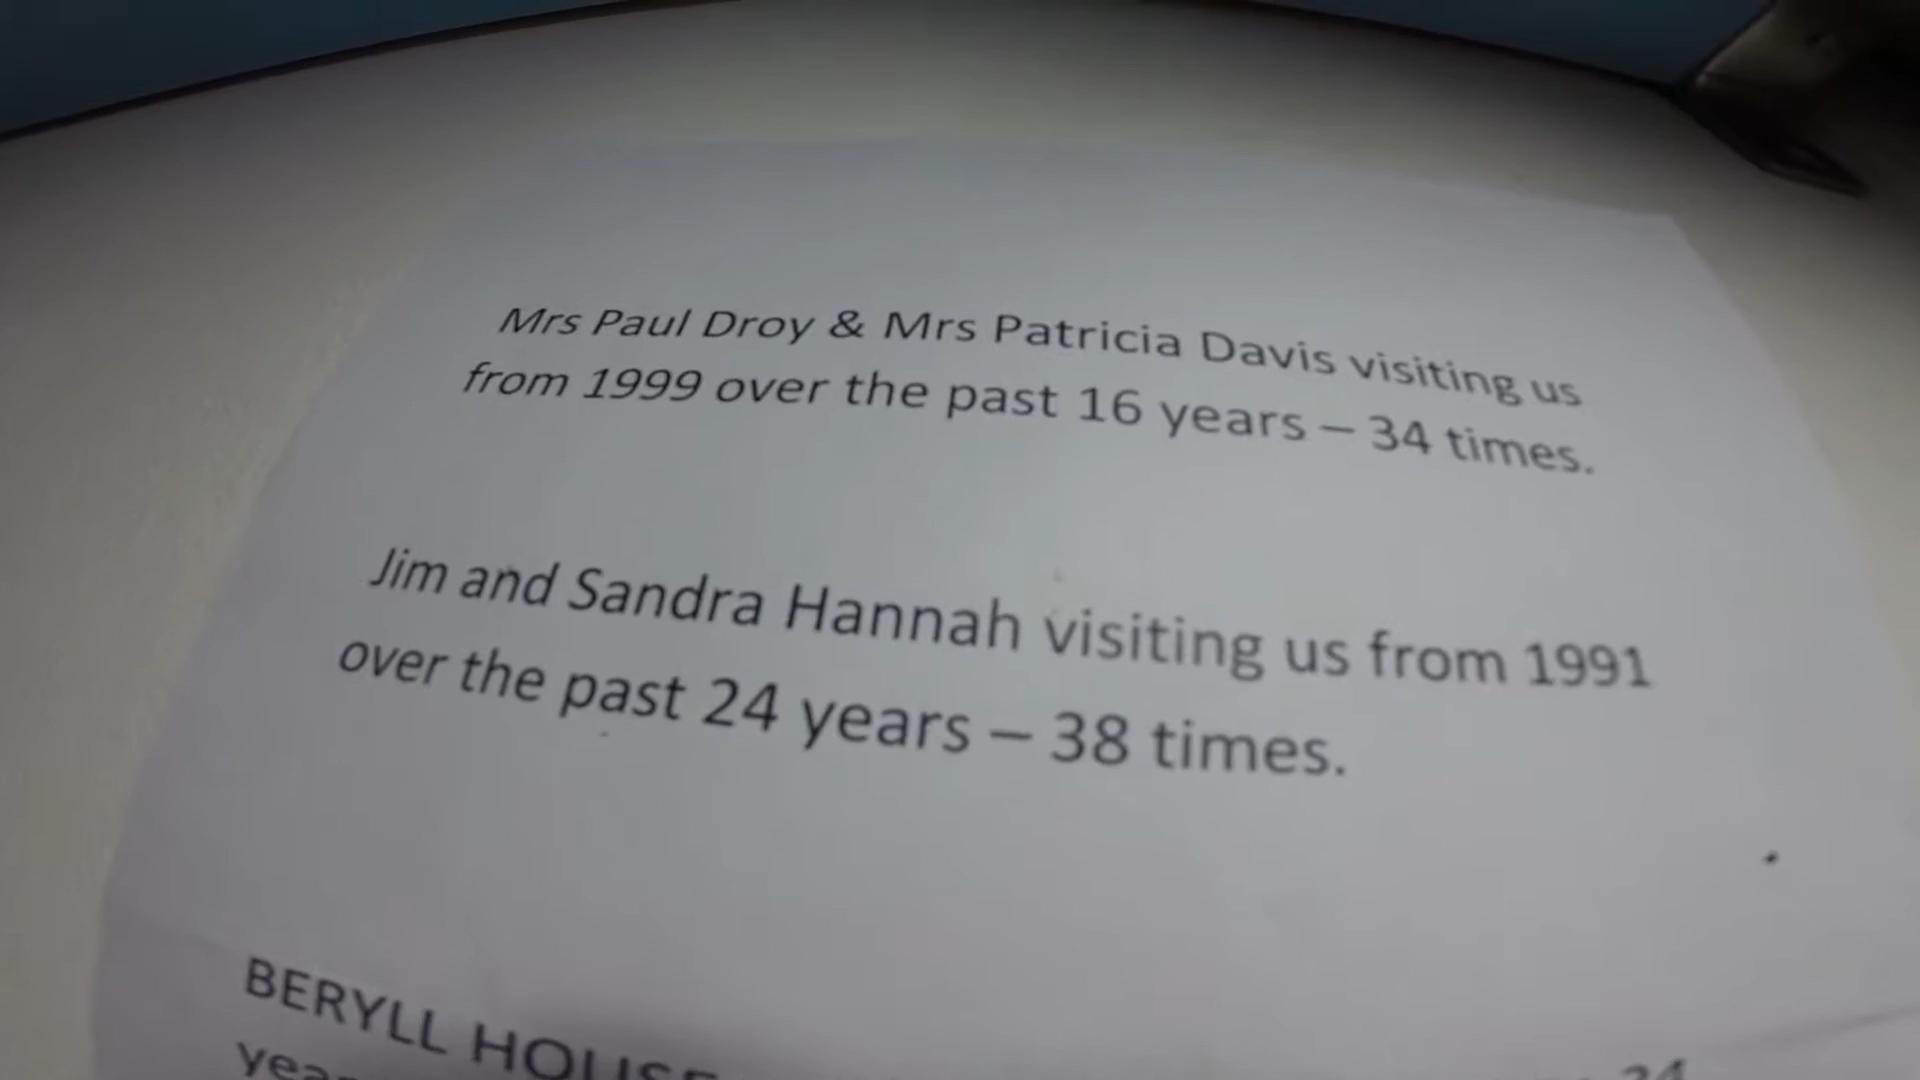 Mrs Paul Droy & Mrs Patricia Davis visiting us
from 1999 over the past 16 years – 34 times.
Jim and Sandra Hannah visiting us from 1991
over the past 24 years – 38 times.
BERYLL HOUSE